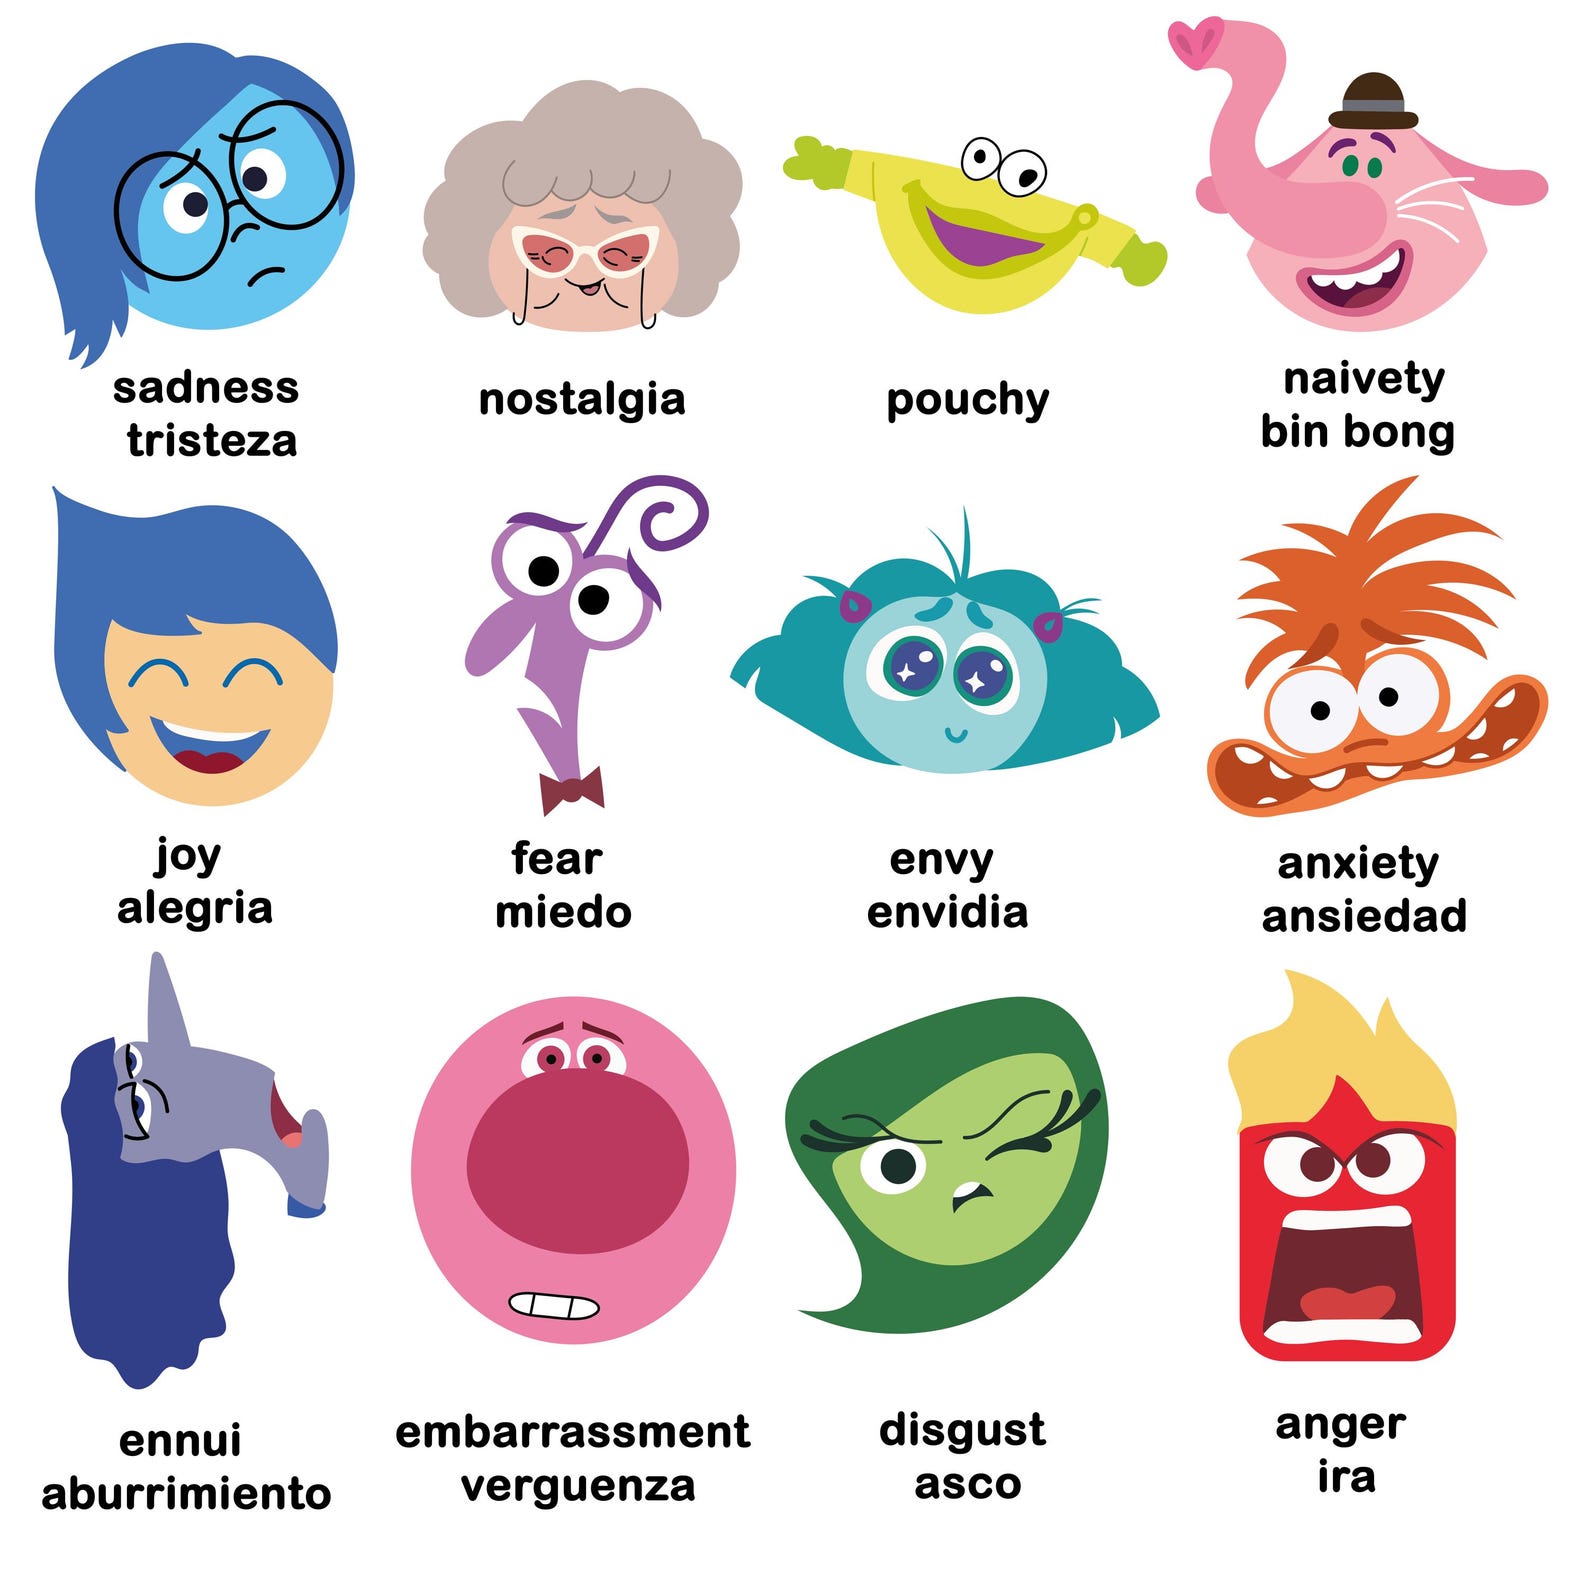 sadness
tristeza
nostalgia
pouchy
naivety
bin bong
joy
alegria
fear
miedo
envy
envidia
anxiety
ansiedad
ennui
aburrimiento
embarrassment
verguenza
disgust
asco
anger
ira